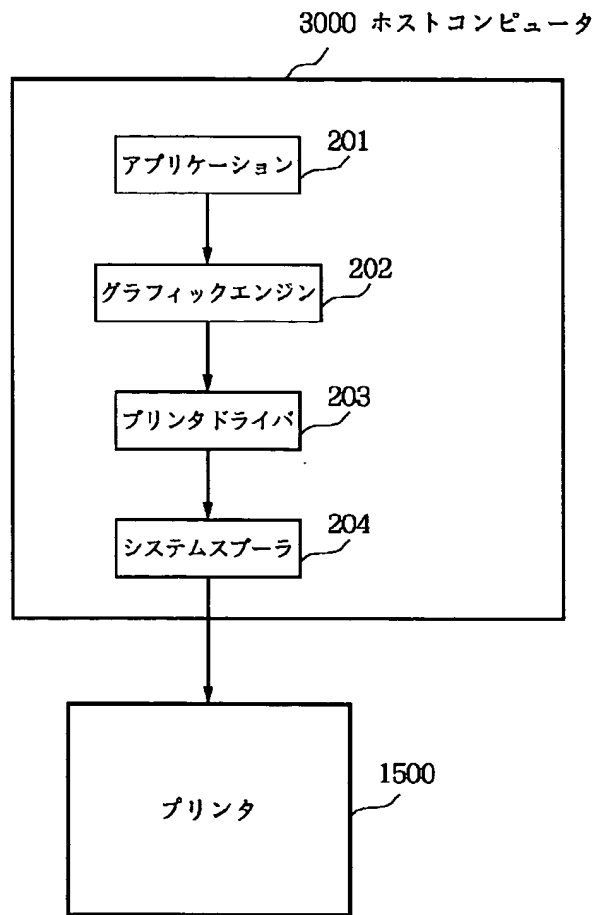 3000 ホストコンピュータ
201
アプリケーション
202
グラフィックエンジン
203
プリンタドライバ
204
システムスプーラ
1500
プリンタ